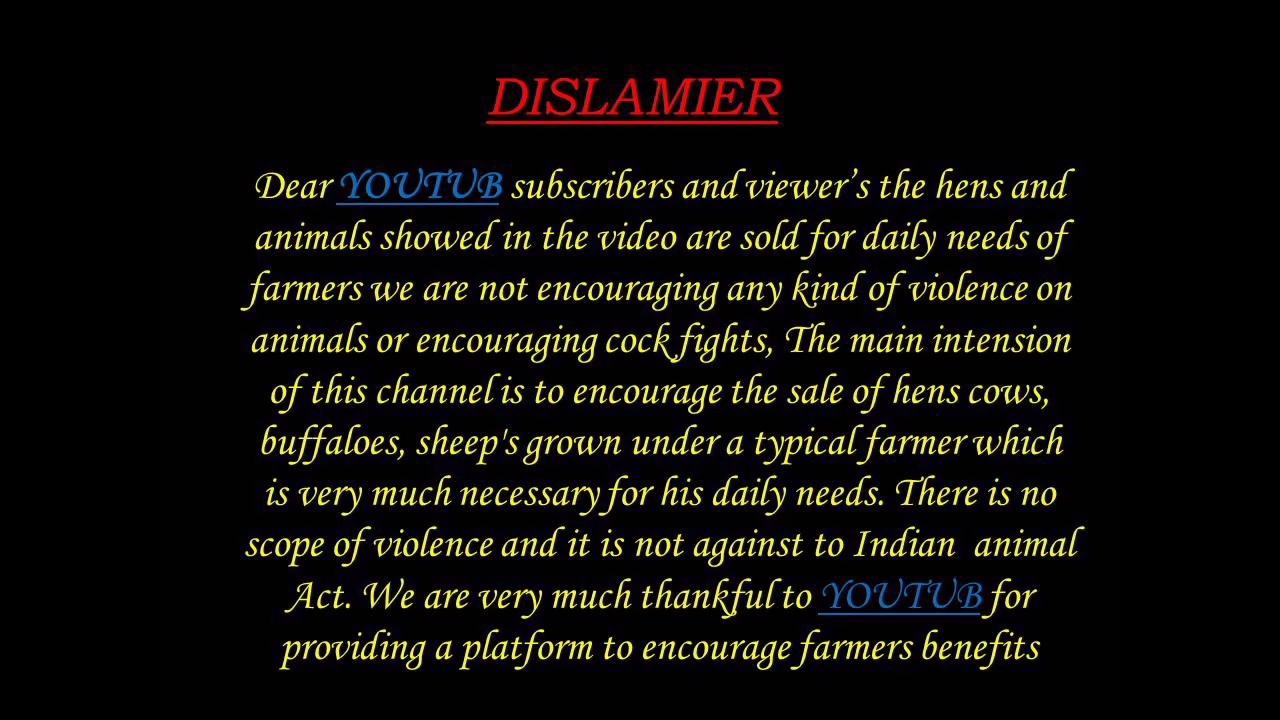 DISLAMIER
Dear YOUTUB subscribers and viewer’s the hens and
animals showed in the video are sold for daily needs of
farmers we are not encouraging any kind of violence on
animals or encouraging cock fights, The main intension
of this channel is to encourage the sale of hens cows,
buffaloes, sheep's grown under a typical farmer which
is very much necessary for his daily needs. There is no
scope of violence and it is not against to Indian  animal
Act. We are very much thankful to YOUTUB for
providing a platform to encourage farmers benefits